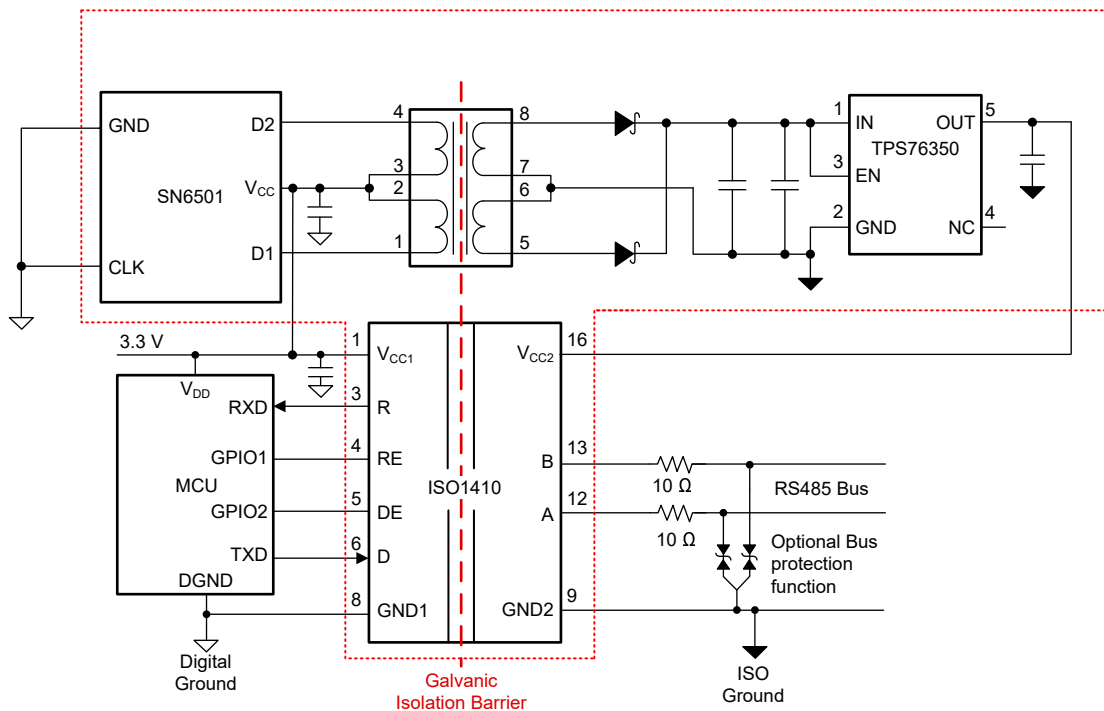 GND
SN6501
CLK
D2
VCC
D1
4
3
2
1
8
7
6
5
1
3
2
IN
EN
GND
TPS76350
OUT
NC
5
4
3.3 V
VDD
RXD
GPIO1
MCU
GPIO2
TXD
DGND
Digital
Ground
1
3
4
5
6
8
VCC1
R
RE
DE
D
GND1
ISO1410
VCC2
B
A
GND2
16
13
12
9
10 Ω
10 Ω
RS485 Bus
Optional Bus
protection
function
ISO
Ground
Galvanic
Isolation Barrier